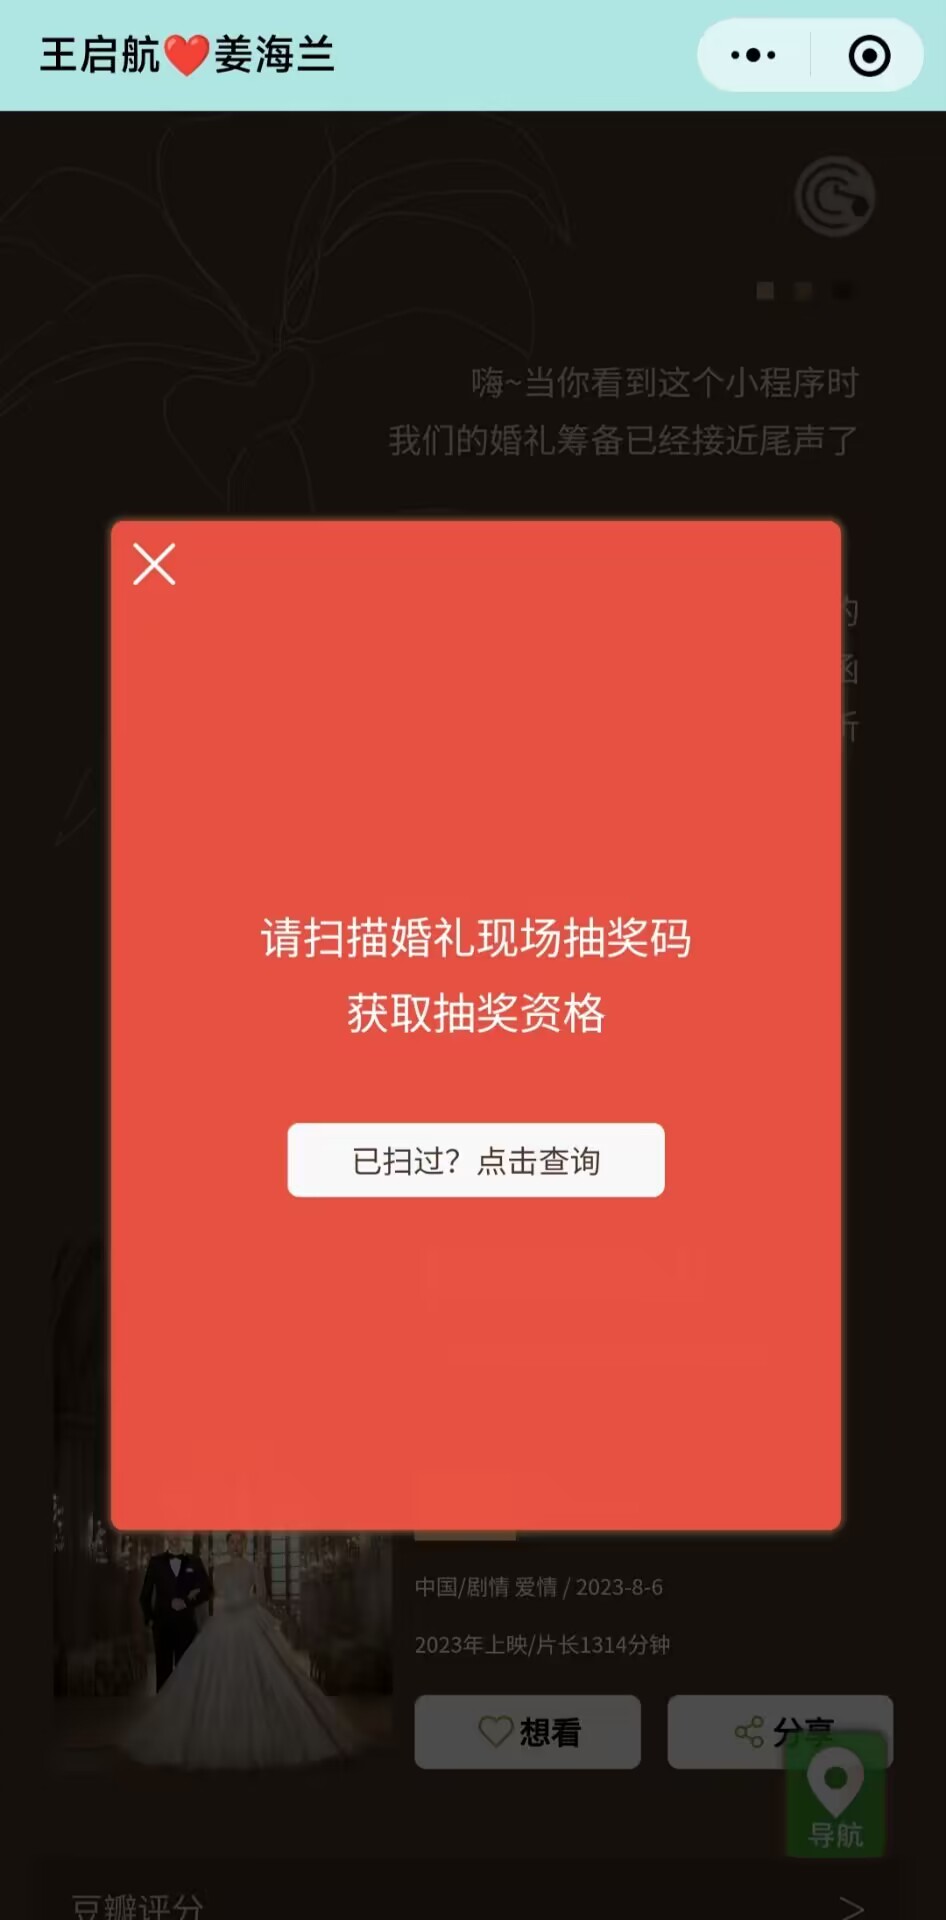 王启航❤️姜海兰
嗨~当你看到这个小程序时
我们的婚礼筹备已经接近尾声了
的
函
请扫描婚礼现场抽奖码
获取抽奖资格
已扫过？点击查询
中国/剧情 爱情 / 2023-8-6
2023年上映/片长1314分钟
想看
分享
导航
豆瓣评分